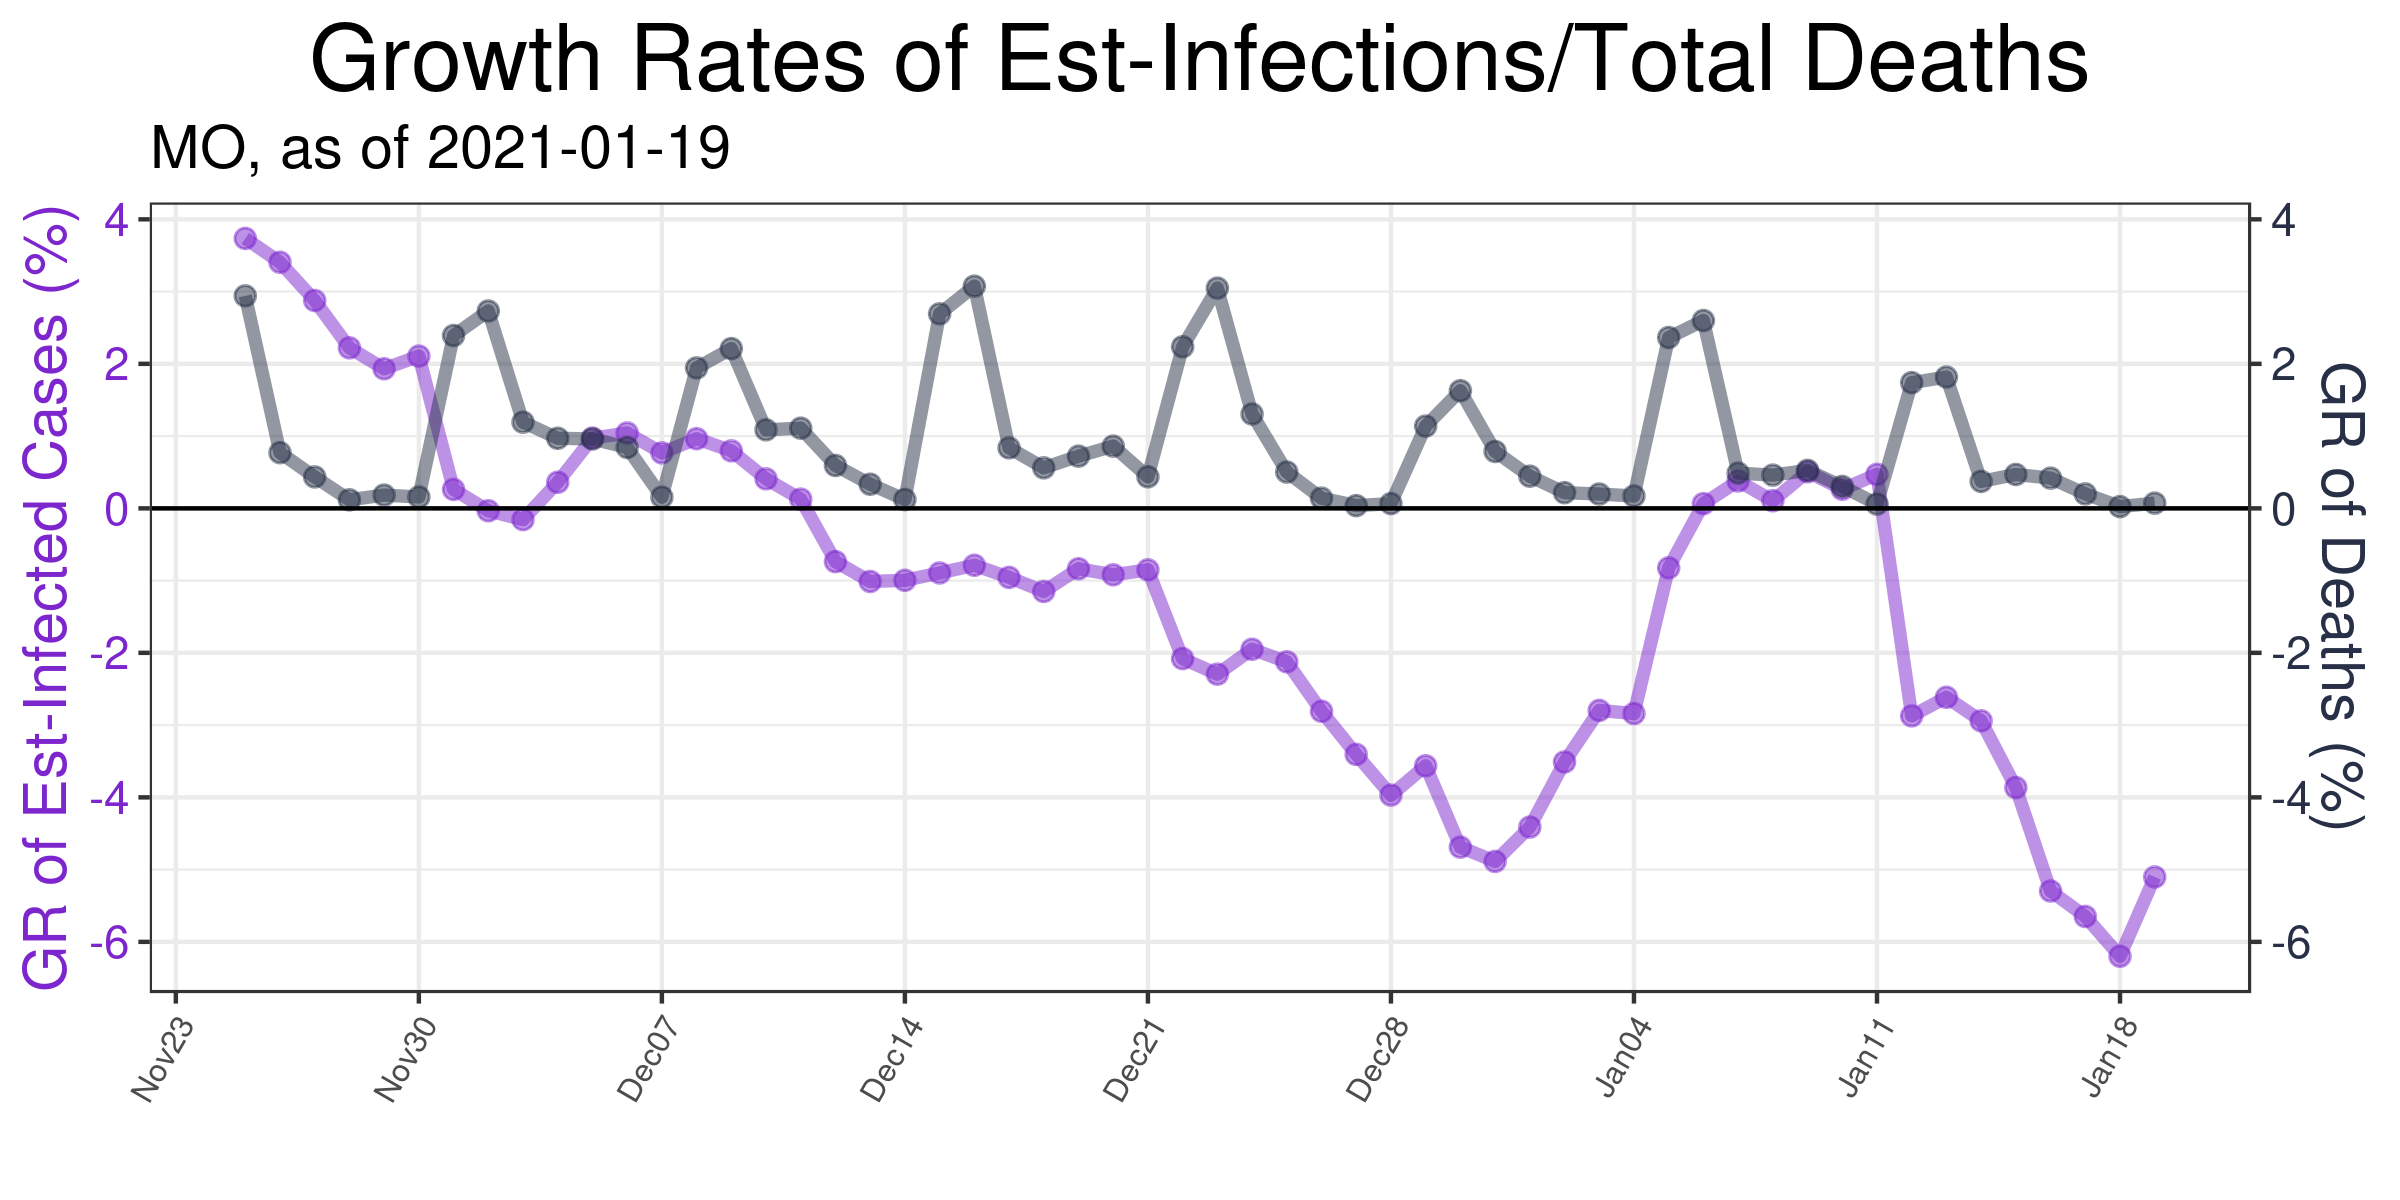 Growth Rates of Est-Infections/Total Deaths
MO, as of 2021-01-19
GR of Est-Infected Cases (%)
4
2
0
-2
-4
-6
4
2
0
-2
-4
-6
GR of Deaths (%)
Nov23
Nov30
Dec07
Dec14
Dec21
Dec28
Jan04
Jan11
Jan18